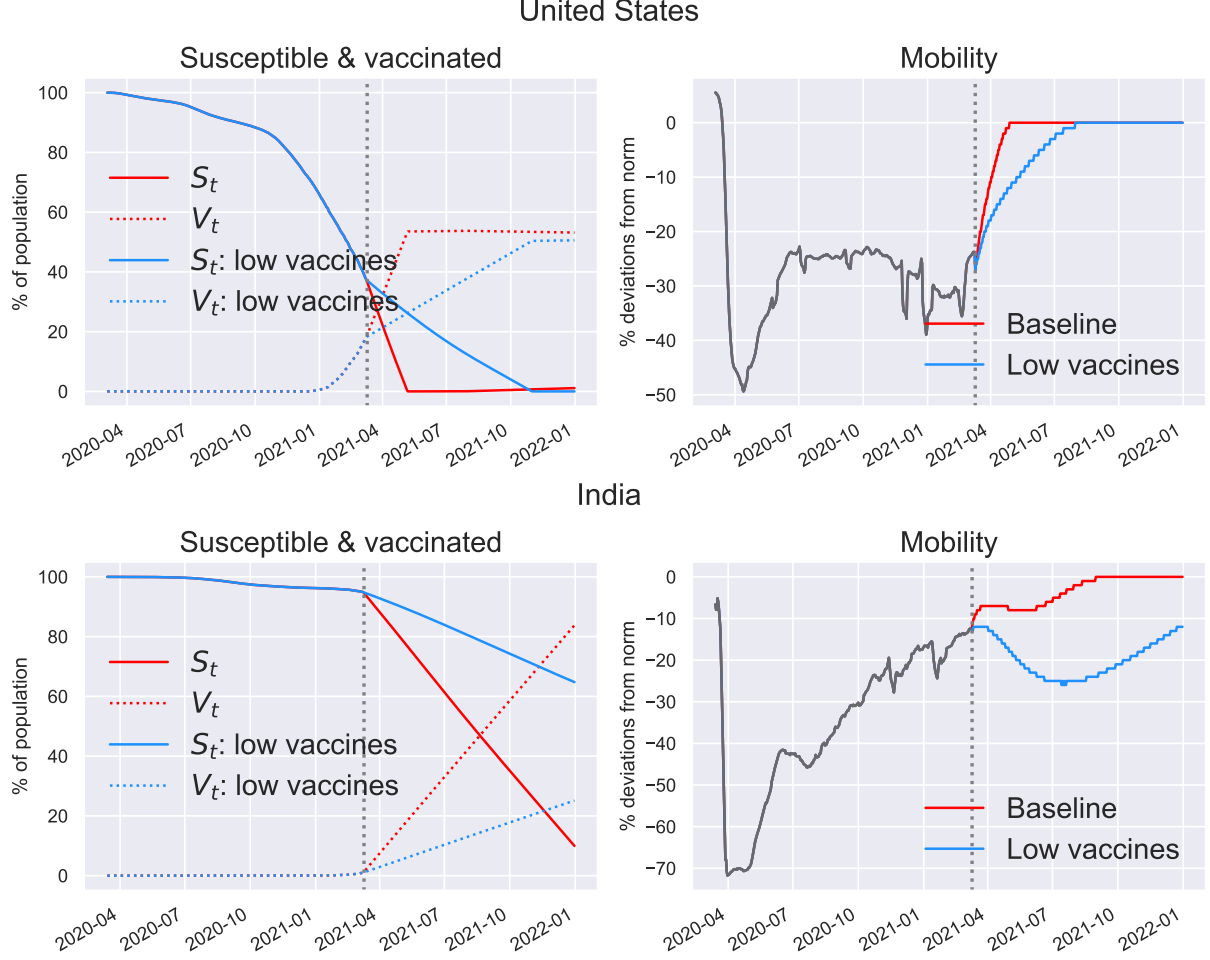 United States
Susceptible & vaccinated
% of population
100
80
60
40
20
0
S_t
V_t
S_t: low vaccines
V_t: low vaccines
2020-04
2020-07
2020-10
2021-01
2021-04
2021-07
2021-10
2022-01
Mobility
% deviations from norm
0
−10
−20
−30
−40
−50
Baseline
Low vaccines
2020-04
2020-07
2020-10
2021-01
2021-04
2021-07
2021-10
2022-01
India
Susceptible & vaccinated
% of population
100
80
60
40
20
0
S_t
V_t
S_t: low vaccines
V_t: low vaccines
2020-04
2020-07
2020-10
2021-01
2021-04
2021-07
2021-10
2022-01
Mobility
% deviations from norm
0
−10
−20
−30
−40
−50
−60
−70
Baseline
Low vaccines
2020-04
2020-07
2020-10
2021-01
2021-04
2021-07
2021-10
2022-01